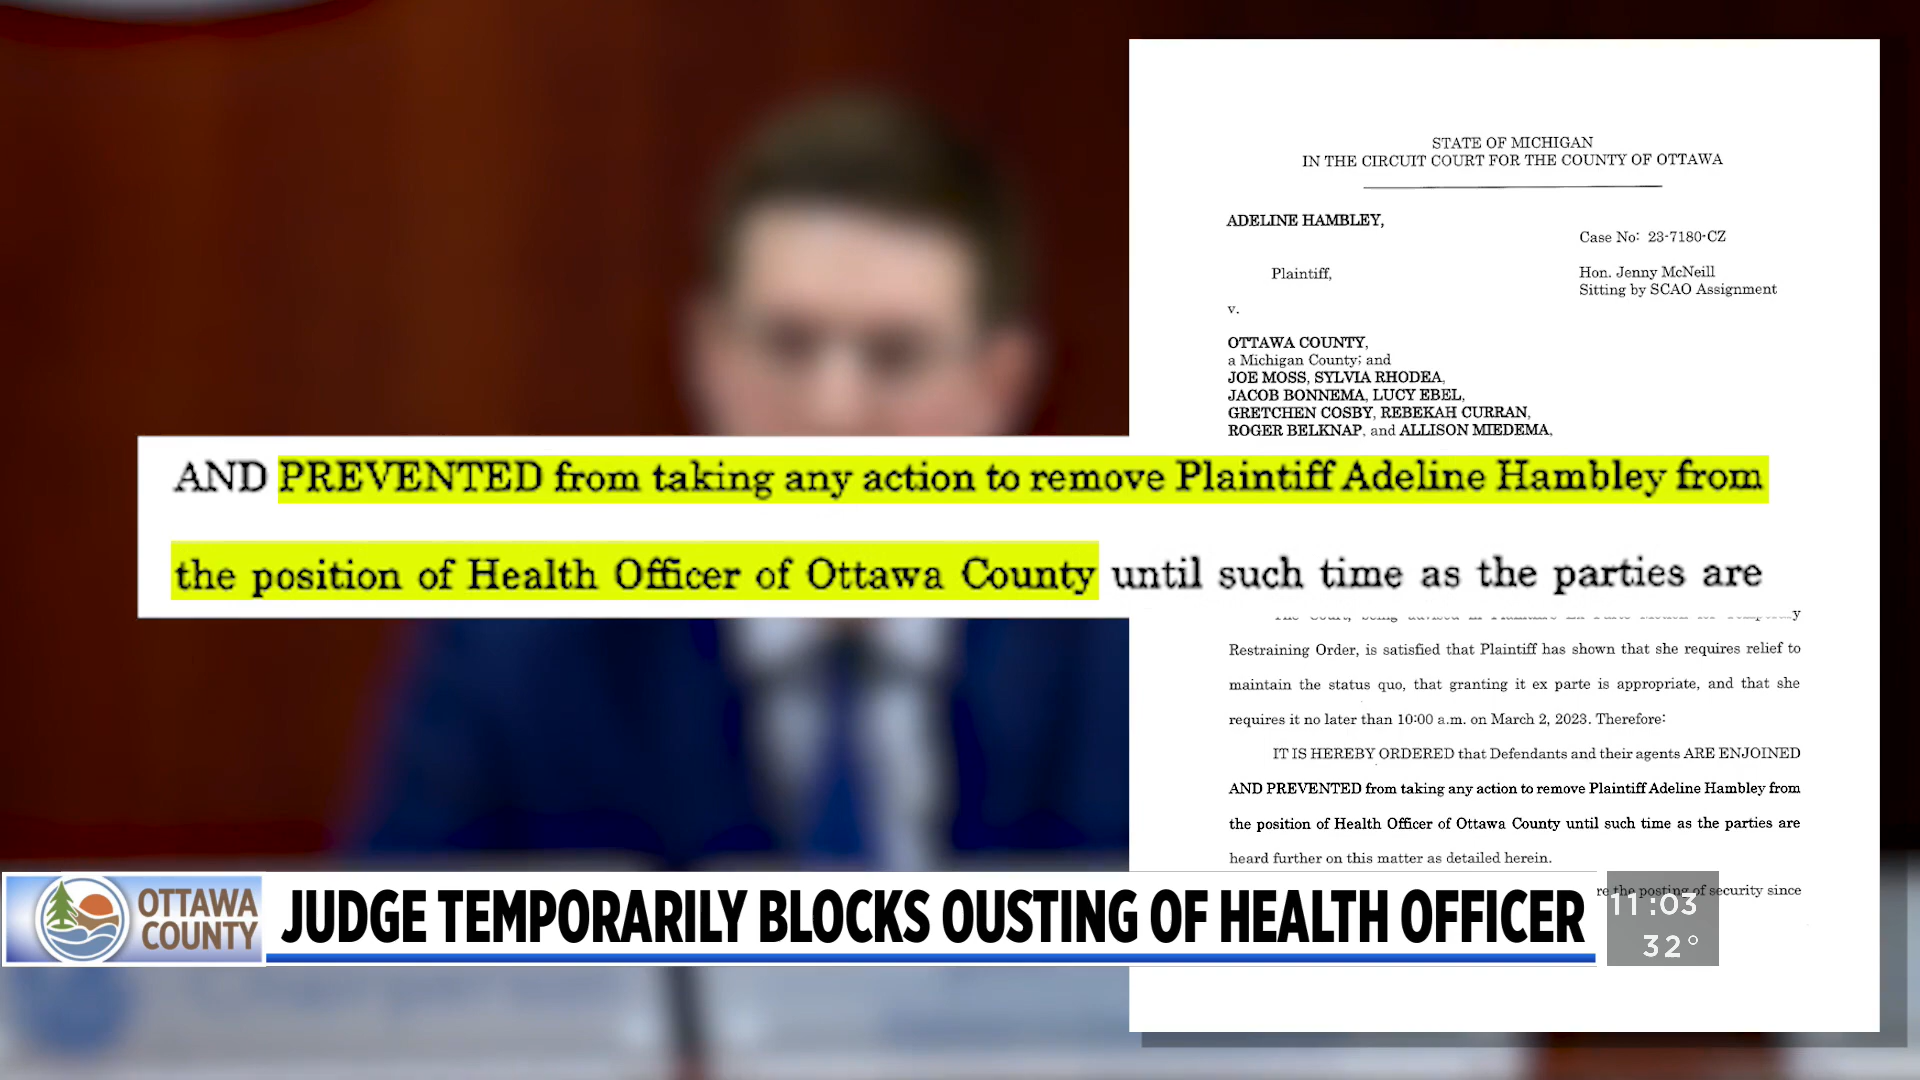 STATE OF MICHIGAN
IN THE CIRCUIT COURT FOR THE COUNTY OF OTTAWA
ADELINE HAMBLEY,
Case No: 23-7180-CZ
Plaintiff,
Hon. Jenny McNeill
Sitting by SCAO Assignment
v.
OTTAWA COUNTY,
a Michigan County; and
JOE MOSS, SYLVIA RHODEA,
JACOB BONNEMA, LUCY EBEL,
GRETCHEN COSBY, REBEKAH CURRAN,
ROGER BELKNAP, and ALLISON MIEDEMA,
AND PREVENTED from taking any action to remove Plaintiff Adeline Hambley from
the position of Health Officer of Ottawa County until such time as the parties are
Restraining Order, is satisfied that Plaintiff has shown that she requires relief to
maintain the status quo, that granting it ex parte is appropriate, and that she
requires it no later than 10:00 a.m. on March 2, 2023. Therefore:
IT IS HEREBY ORDERED that Defendants and their agents ARE ENJOINED
AND PREVENTED from taking any action to remove Plaintiff Adeline Hambley from
the position of Health Officer of Ottawa County until such time as the parties are
heard further on this matter as detailed herein.
the posting of security since
OTTAWA
COUNTY
JUDGE TEMPORARILY BLOCKS OUSTING OF HEALTH OFFICER
11:03
32°